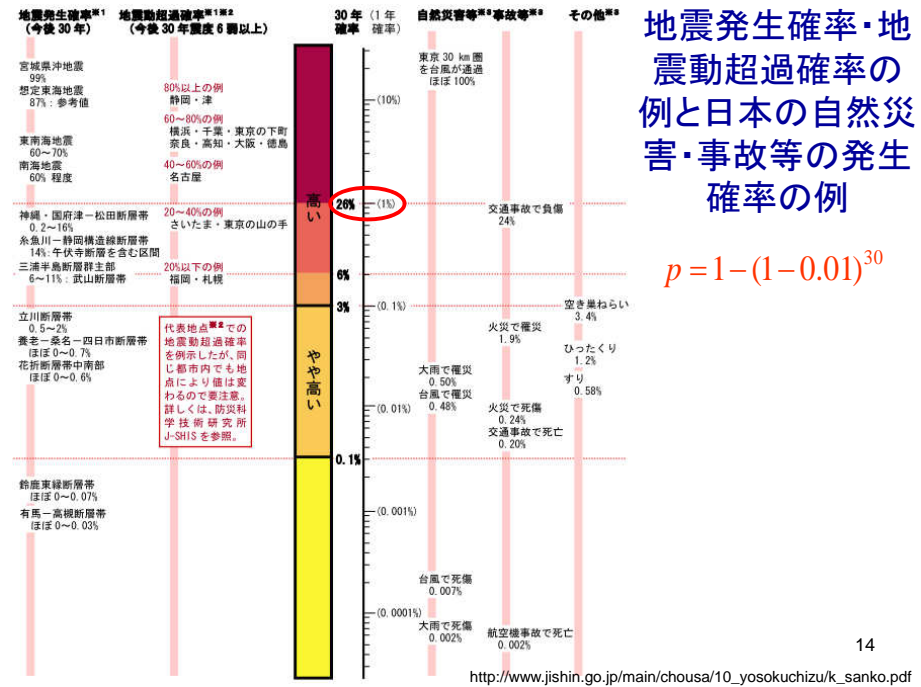 地震発生確率※1
(今後 30 年)
地震動超過確率※1※2
(今後 30 年震度 6 弱以上)
30 年
確率
(1 年
確率)
自然災害等※3
事故等※3
その他※3
宮城県沖地震
99%
想定東海地震
87%：参考値
東南海地震
60～70%
南海地震
60% 程度
神縄・国府津－松田断層帯
0.2～16%
糸魚川－静岡構造線断層帯
14%:牛伏寺断層を含む区間
三浦半島断層群主部
6～11%：武山断層帯
立川断層帯
0.5～2%
養老－桑名－四日市断層帯
ほぼ 0～0.7%
花折断層帯中南部
ほぼ 0～0.6%
鈴鹿東縁断層帯
ほぼ 0～0.07%
有馬－高槻断層帯
ほぼ 0～0.03%
80%以上の例
静岡・津
60～80%の例
横浜・千葉・東京の下町
奈良・高知・大阪・徳島
40～60%の例
名古屋
20～40%の例
さいたま・東京の山の手
20%以下の例
福岡・札幌
代表地点※2での
地震動超過確率
を例示したが、同
じ都市内でも地
点により値は変
わるので要注意。
詳しくは、防災科
学技術研究所
J-SHIS を参照。
高い
やや高い
26%
6%
3%
0.1%
(10%)
(1%)
(0.1%)
(0.01%)
(0.001%)
(0.0001%)
東京 30 km 圏
を台風が通過
ほぼ 100%
大雨で罹災
0.50%
台風で罹災
0.48%
台風で死傷
0.007%
大雨で死傷
0.002%
交通事故で負傷
24%
火災で罹災
1.9%
火災で死傷
0.24%
交通事故で死亡
0.20%
航空機事故で死亡
0.002%
空き巣ねらい
3.4%
ひったくり
1.2%
すり
0.58%
地震発生確率・地
震動超過確率の
例と日本の自然災
害・事故等の発生
確率の例
p = 1 − (1 − 0.01)^30
14
http://www.jishin.go.jp/main/chousa/10_yosokuchizu/k_sanko.pdf